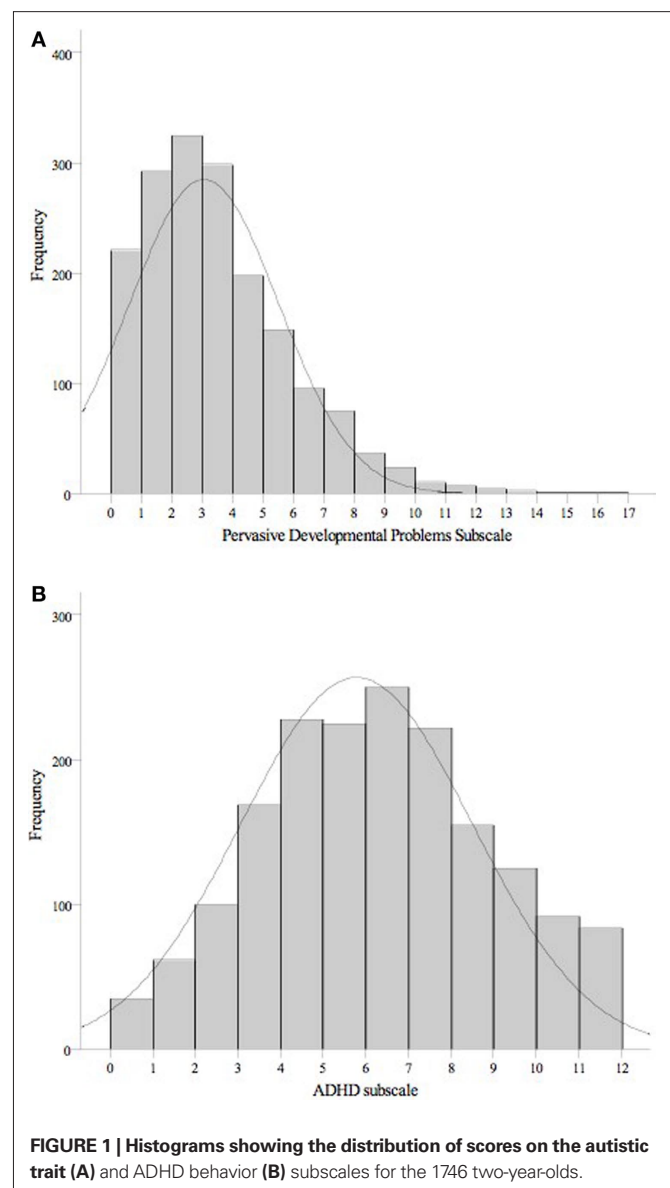 A
400
300
200
100
0
Frequency
0 1 2 3 4 5 6 7 8 9 10 11 12 13 14 15 16 17
Pervasive Developmental Problems Subscale
B
300
200
100
0
Frequency
0 1 2 3 4 5 6 7 8 9 10 11 12
ADHD subscale
FIGURE 1 | Histograms showing the distribution of scores on the autistic
trait (A) and ADHD behavior (B) subscales for the 1746 two-year-olds.